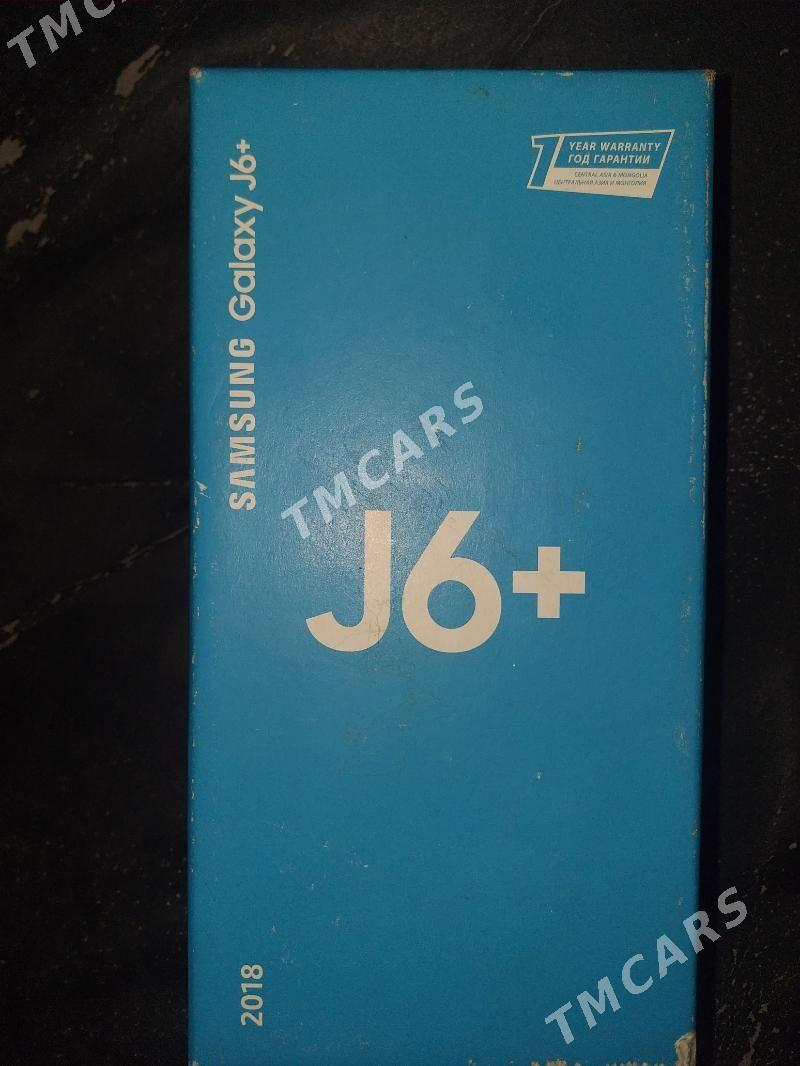 TMCARS
1 YEAR WARRANTY
ГОД ГАРАНТИИ
CENTRAL ASIA & MONGOLIA
ЦЕНТРАЛЬНАЯ АЗИЯ И МОНГОЛИЯ
SAMSUNG Galaxy J6+
TMCARS
J6+
TMCARS
2018